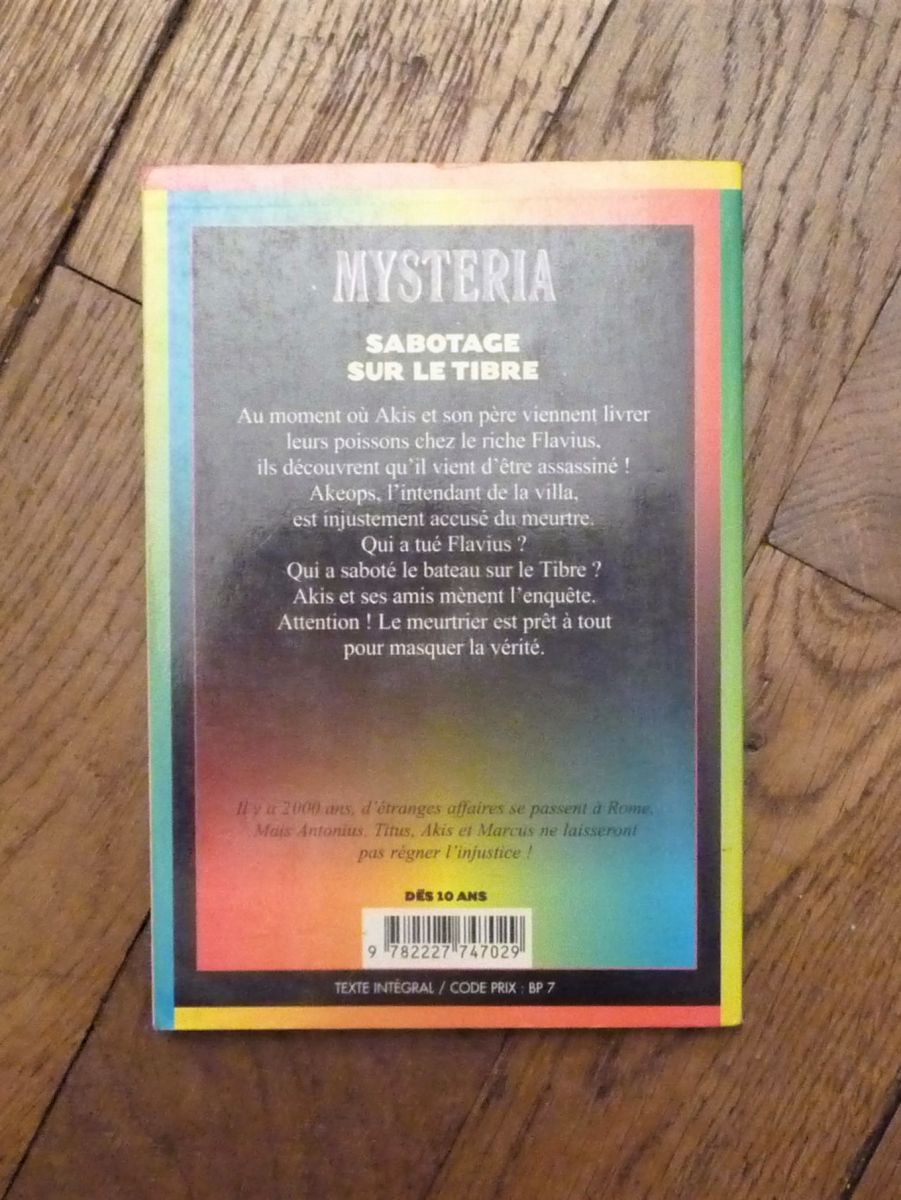 MYSTERIA
SABOTAGE
SUR LE TIBRE
Au moment où Akis et son père viennent livrer
leurs poissons chez le riche Flavius,
ils découvrent qu'il vient d'être assassiné !
Akeops, l'intendant de la villa,
est injustement accusé du meurtre.
Qui a tué Flavius ?
Qui a saboté le bateau sur le Tibre ?
Akis et ses amis mènent l'enquête.
Attention ! Le meurtrier est prêt à tout
pour masquer la vérité.
Il y a 2000 ans, d'étranges affaires se passent à Rome.
Mais Antonius, Titus, Akis et Marcus ne laisseront
pas régner l'injustice !
DÈS 10 ANS
9 782227 747029
TEXTE INTÉGRAL / CODE PRIX : BP 7